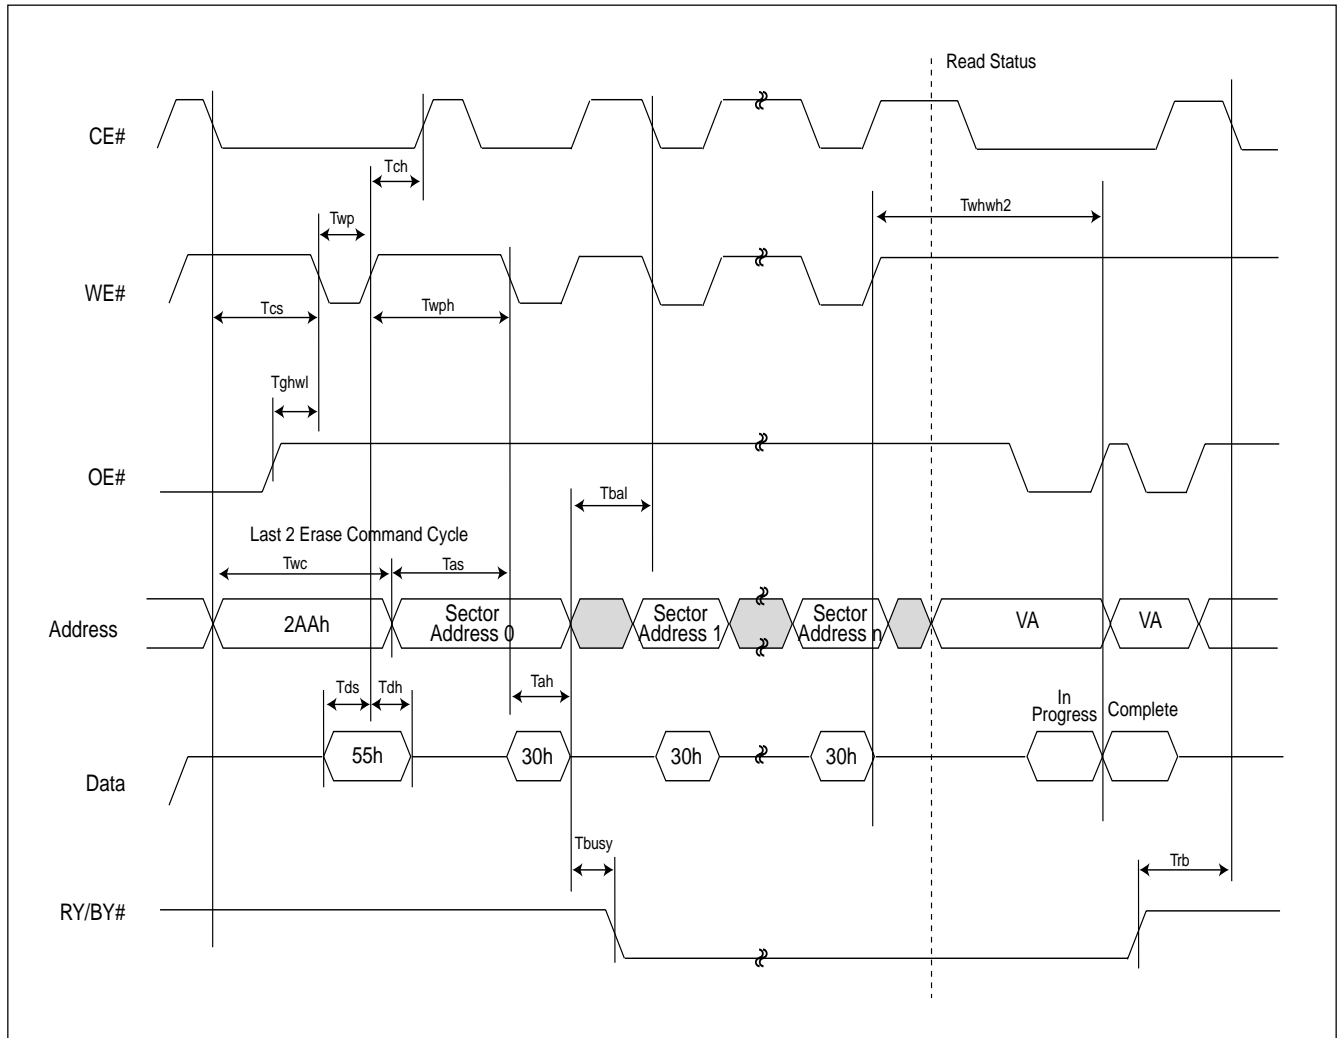 Read Status
CE#
Tch
Twhwh2
Twp
WE#
Tcs
Twph
Tghwl
OE#
Tbal
Last 2 Erase Command Cycle
Twc
Tas
Address
2AAh
Sector
Address 0
Sector
Address 1
Sector
Address n
VA
VA
Tds
Tdh
Tah
In
Progress
Complete
Data
55h
30h
30h
30h
Tbusy
Trb
RY/BY#